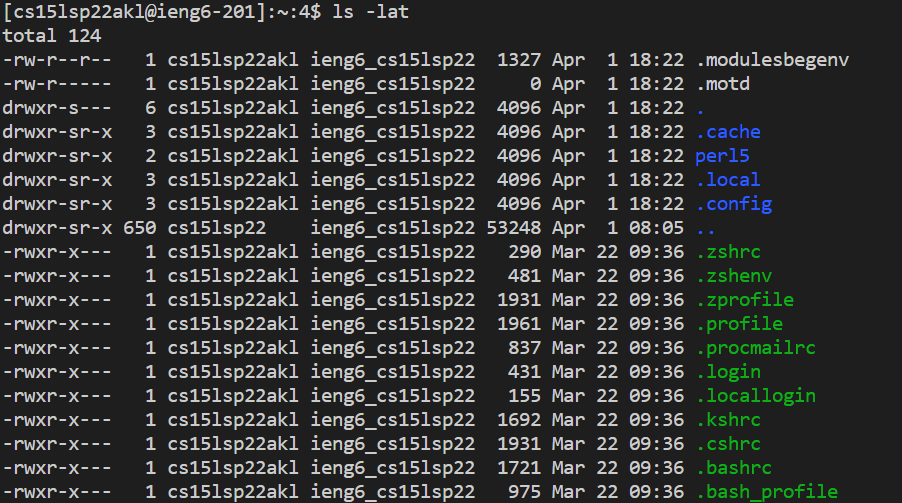 [cs15lsp22akl@ieng6-201]:~:4$ ls -lat
total 124
-rw-r--r--   1 cs15lsp22akl ieng6_cs15lsp22  1327 Apr  1 18:22 .modulesbegenv
-rw-r-----   1 cs15lsp22akl ieng6_cs15lsp22     0 Apr  1 18:22 .motd
drwxr-s---   6 cs15lsp22akl ieng6_cs15lsp22  4096 Apr  1 18:22 .
drwxr-sr-x   3 cs15lsp22akl ieng6_cs15lsp22  4096 Apr  1 18:22 .cache
drwxr-sr-x   2 cs15lsp22akl ieng6_cs15lsp22  4096 Apr  1 18:22 perl5
drwxr-sr-x   3 cs15lsp22akl ieng6_cs15lsp22  4096 Apr  1 18:22 .local
drwxr-sr-x   3 cs15lsp22akl ieng6_cs15lsp22  4096 Apr  1 18:22 .config
drwxr-sr-x 650 cs15lsp22    ieng6_cs15lsp22 53248 Apr  1 08:05 ..
-rwxr-x---   1 cs15lsp22akl ieng6_cs15lsp22   290 Mar 22 09:36 .zshrc
-rwxr-x---   1 cs15lsp22akl ieng6_cs15lsp22   481 Mar 22 09:36 .zshenv
-rwxr-x---   1 cs15lsp22akl ieng6_cs15lsp22  1931 Mar 22 09:36 .zprofile
-rwxr-x---   1 cs15lsp22akl ieng6_cs15lsp22  1961 Mar 22 09:36 .profile
-rwxr-x---   1 cs15lsp22akl ieng6_cs15lsp22   837 Mar 22 09:36 .procmailrc
-rwxr-x---   1 cs15lsp22akl ieng6_cs15lsp22   431 Mar 22 09:36 .login
-rwxr-x---   1 cs15lsp22akl ieng6_cs15lsp22   155 Mar 22 09:36 .locallogin
-rwxr-x---   1 cs15lsp22akl ieng6_cs15lsp22  1692 Mar 22 09:36 .kshrc
-rwxr-x---   1 cs15lsp22akl ieng6_cs15lsp22  1931 Mar 22 09:36 .cshrc
-rwxr-x---   1 cs15lsp22akl ieng6_cs15lsp22  1721 Mar 22 09:36 .bashrc
-rwxr-x---   1 cs15lsp22akl ieng6_cs15lsp22   975 Mar 22 09:36 .bash_profile